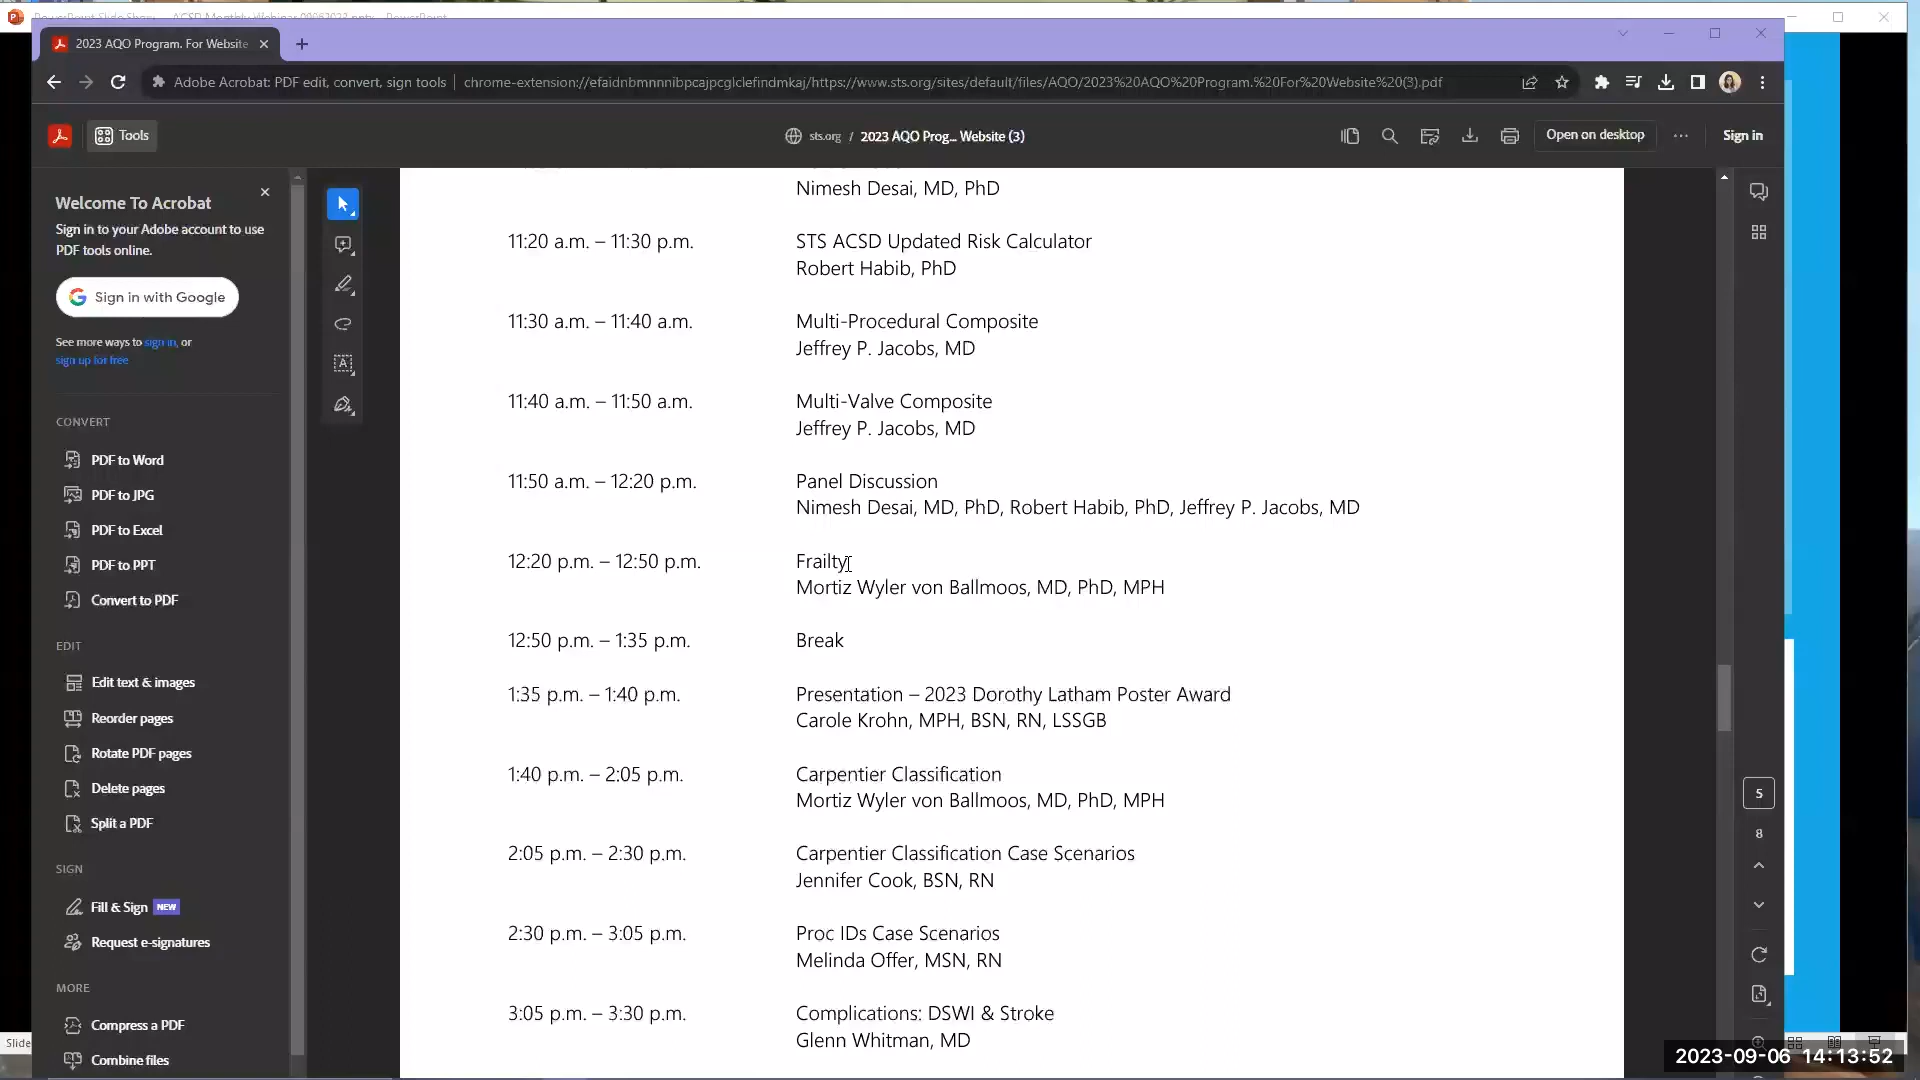 PowerPoint Slide Show - ACSD Monthly Webinar 09062023.pptx - PowerPoint
2023 AQO Program. For Website
Adobe Acrobat: PDF edit, convert, sign tools
chrome-extension://efaidnbmnnnibpcajpcglclefindmkaj/https://www.sts.org/sites/default/files/AQO/2023%20AQO%20Program.%20For%20Website%20(3).pdf
Tools
sts.org / 2023 AQO Prog... Website (3)
Open on desktop
Sign in
Welcome To Acrobat
Sign in to your Adobe account to use
PDF tools online.
Sign in with Google
See more ways to sign in, or
sign up for free
CONVERT
PDF to Word
PDF to JPG
PDF to Excel
PDF to PPT
Convert to PDF
EDIT
Edit text & images
Reorder pages
Rotate PDF pages
Delete pages
Split a PDF
SIGN
Fill & Sign NEW
Request e-signatures
MORE
Compress a PDF
Combine files
Nimesh Desai, MD, PhD
11:20 a.m. – 11:30 p.m. STS ACSD Updated Risk Calculator
Robert Habib, PhD
11:30 a.m. – 11:40 a.m. Multi-Procedural Composite
Jeffrey P. Jacobs, MD
11:40 a.m. – 11:50 a.m. Multi-Valve Composite
Jeffrey P. Jacobs, MD
11:50 a.m. – 12:20 p.m. Panel Discussion
Nimesh Desai, MD, PhD, Robert Habib, PhD, Jeffrey P. Jacobs, MD
12:20 p.m. – 12:50 p.m. Frailty
Mortiz Wyler von Ballmoos, MD, PhD, MPH
12:50 p.m. – 1:35 p.m. Break
1:35 p.m. – 1:40 p.m. Presentation – 2023 Dorothy Latham Poster Award
Carole Krohn, MPH, BSN, RN, LSSGB
1:40 p.m. – 2:05 p.m. Carpentier Classification
Mortiz Wyler von Ballmoos, MD, PhD, MPH
2:05 p.m. – 2:30 p.m. Carpentier Classification Case Scenarios
Jennifer Cook, BSN, RN
2:30 p.m. – 3:05 p.m. Proc IDs Case Scenarios
Melinda Offer, MSN, RN
3:05 p.m. – 3:30 p.m. Complications: DSWI & Stroke
Glenn Whitman, MD
5
8
Slide
2023-09-06 14:13:52